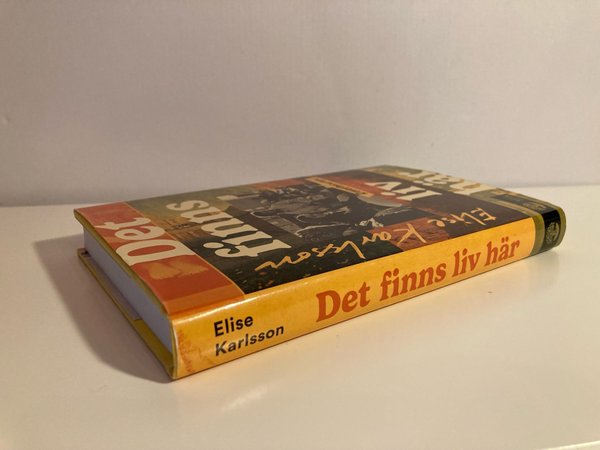 Det
finns
liv
här
Elise Karlsson
Elise
Karlsson
Det finns liv här